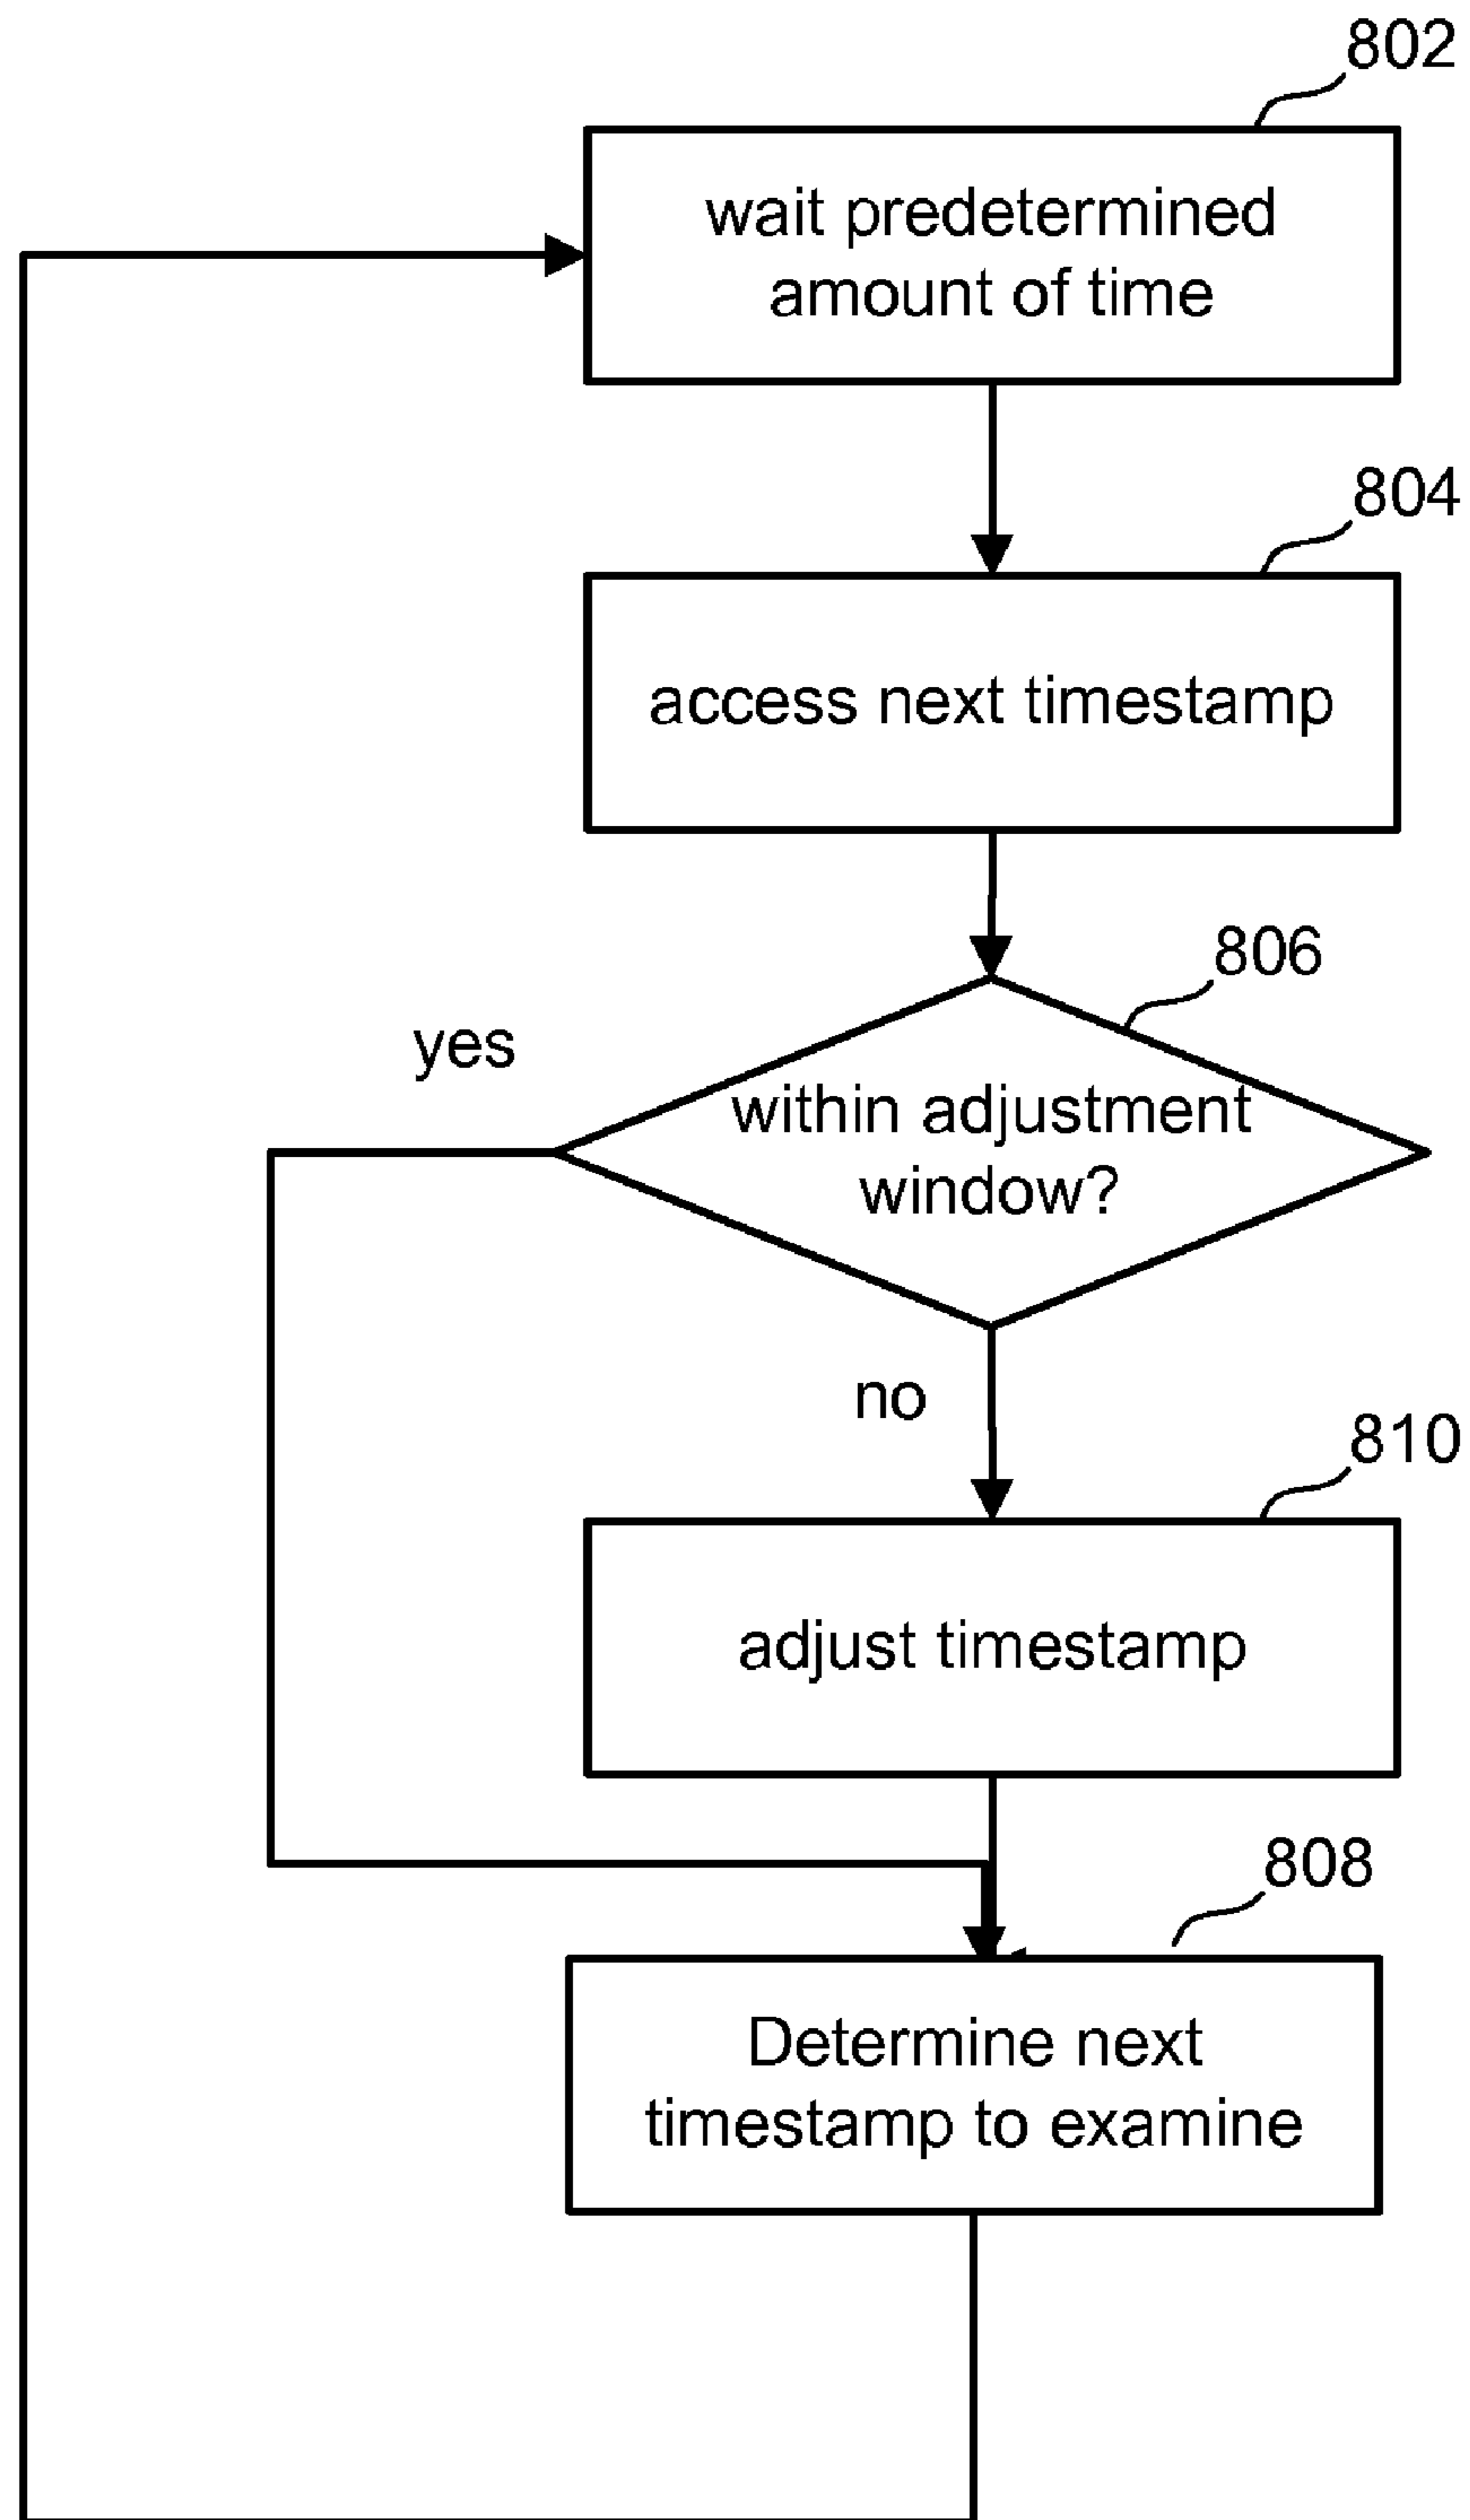 802
wait predetermined
amount of time
804
access next timestamp
806
yes
within adjustment
window?
no
810
adjust timestamp
808
Determine next
timestamp to examine